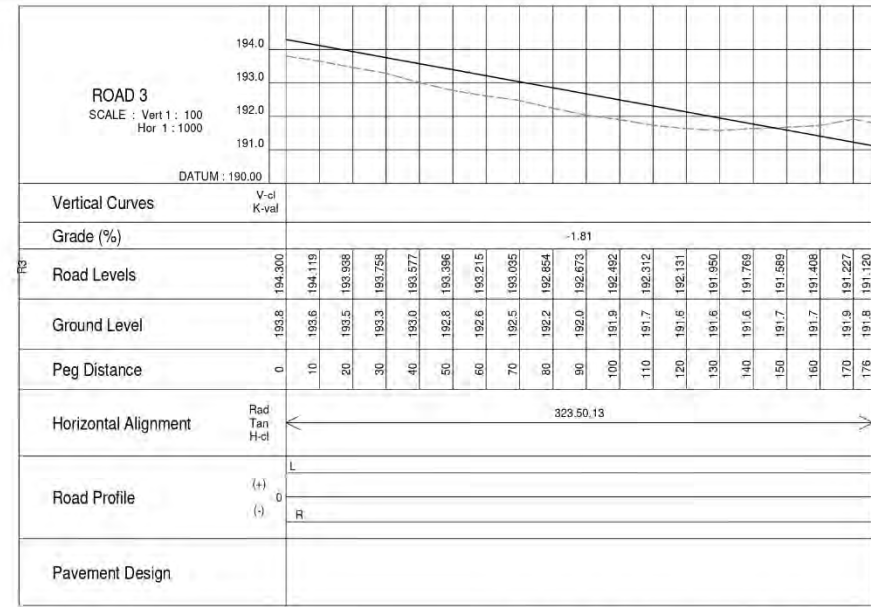 194.0
193.0
ROAD 3
SCALE : Vert 1 : 100
Hor 1 : 1000
192.0
191.0
DATUM : 190.00
Vertical Curves
V-cl
K-val
Grade (%)
-1.81
R3
Road Levels
194.300 194.119 193.938 193.758 193.577 193.396 193.215 193.035 192.854 192.673 192.492 192.312 192.131 191.950 191.769 191.589 191.408 191.227 191.120
Ground Level
193.8 193.6 193.5 193.3 193.0 192.8 192.6 192.5 192.2 192.0 191.9 191.7 191.6 191.6 191.6 191.7 191.7 191.9 191.8
Peg Distance
0 10 20 30 40 50 60 70 80 90 100 110 120 130 140 150 160 170 176
Horizontal Alignment
Rad
Tan
H-cl
323.50.13
Road Profile
(+)
0
(-)
L
R
Pavement Design